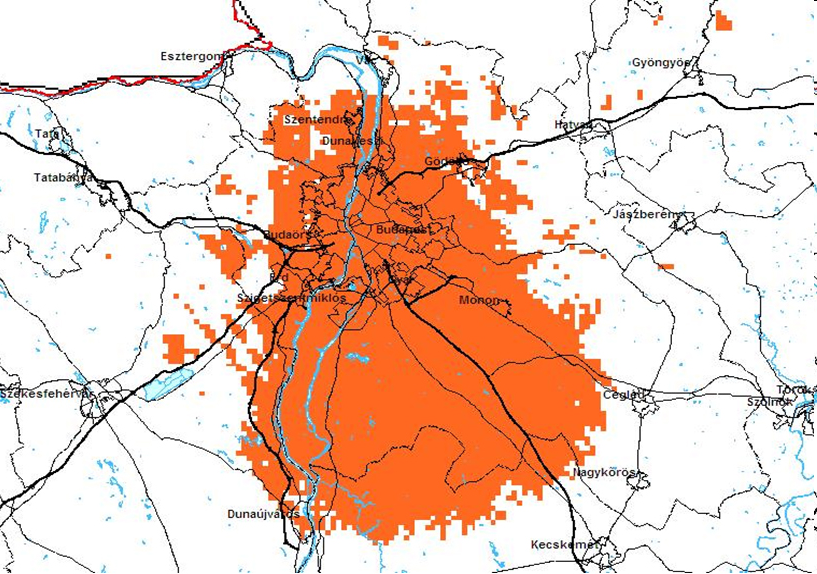 Esztergom
Gyöngyös
Szentendre
Hatvan
Tata
Dunakeszi
Gödöllő
Tatabánya
Jászberény
Budaörs
Budapest
Érd
Gyál
Szigetszentmiklós
Monor
Székesfehérvár
Cegléd
Szolnok
Nagykőrös
Dunaújváros
Kecskemét